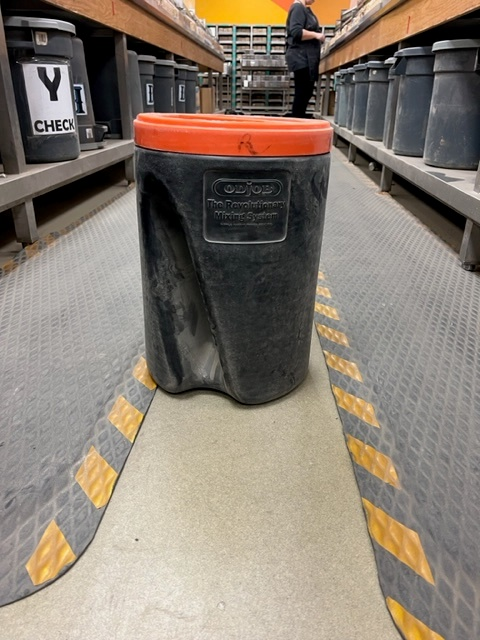 Y
CHECK
ODJOB
The Revolutionary
Mixing System